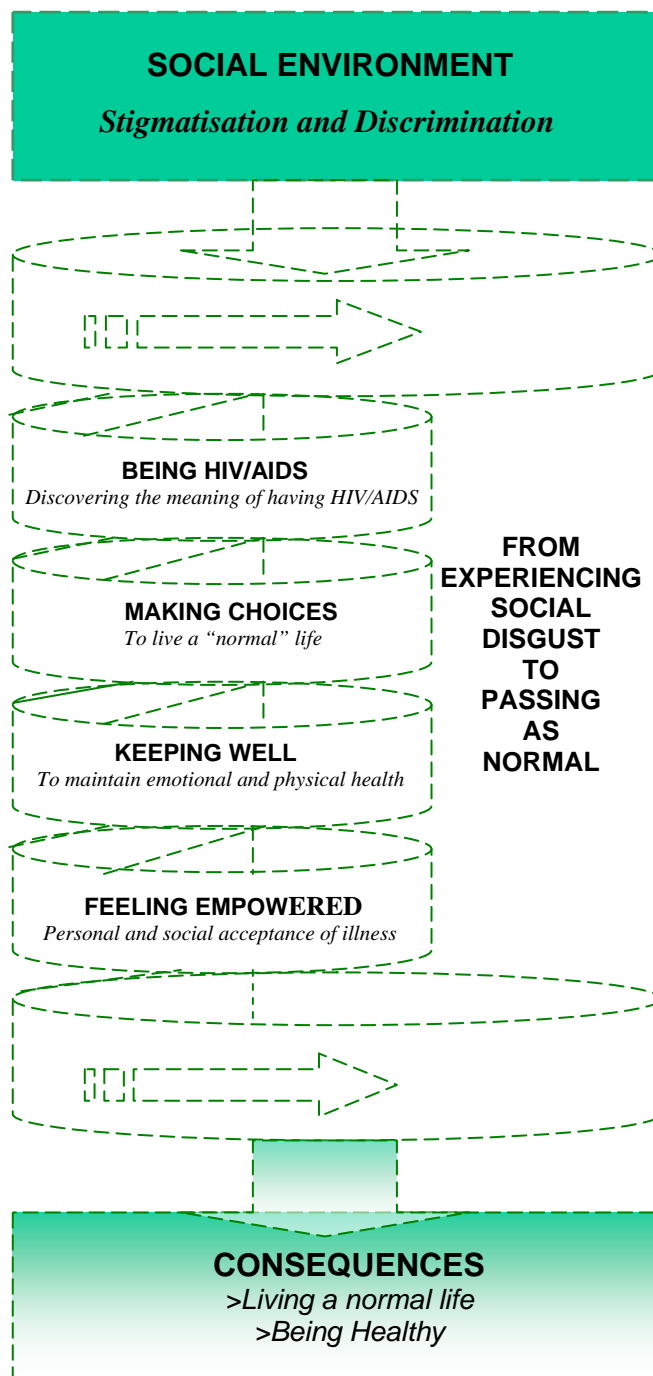 SOCIAL ENVIRONMENT
Stigmatisation and Discrimination
BEING HIV/AIDS
Discovering the meaning of having HIV/AIDS
MAKING CHOICES
To live a “normal” life
KEEPING WELL
To maintain emotional and physical health
FEELING EMPOWERED
Personal and social acceptance of illness
FROM
EXPERIENCING
SOCIAL
DISGUST
TO
PASSING
AS
NORMAL
CONSEQUENCES
>Living a normal life
>Being Healthy